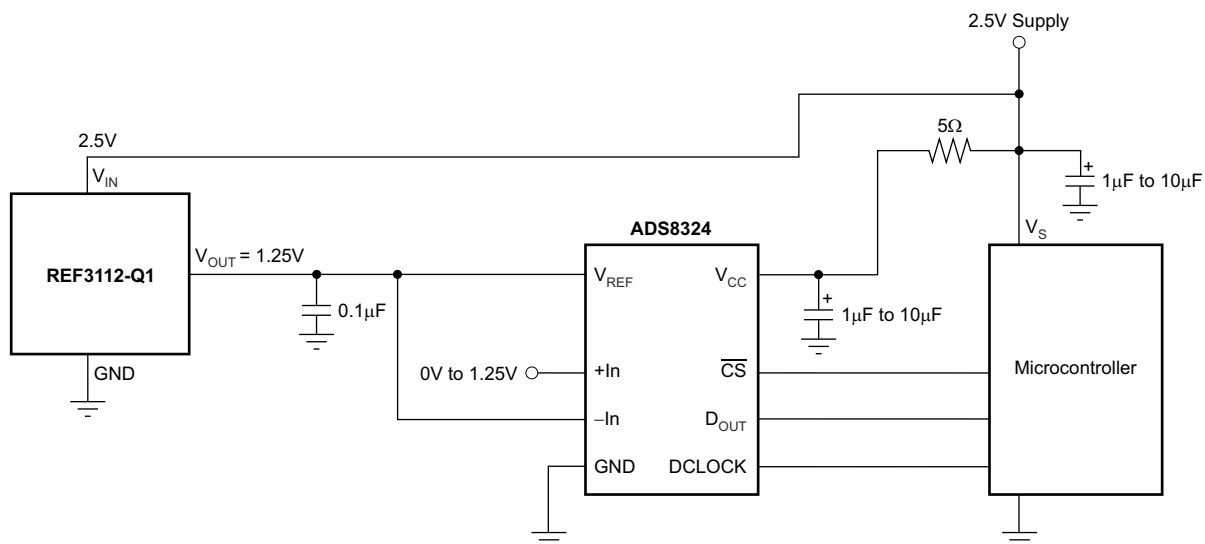 2.5V Supply
2.5V
V_IN
5Ω
1μF to 10μF
REF3112-Q1
V_OUT = 1.25V
0.1μF
GND
ADS8324
V_REF
V_CC
1μF to 10μF
0V to 1.25V
+In
C̅S̅
–In
D_OUT
GND
DCLOCK
V_S
Microcontroller
+
+